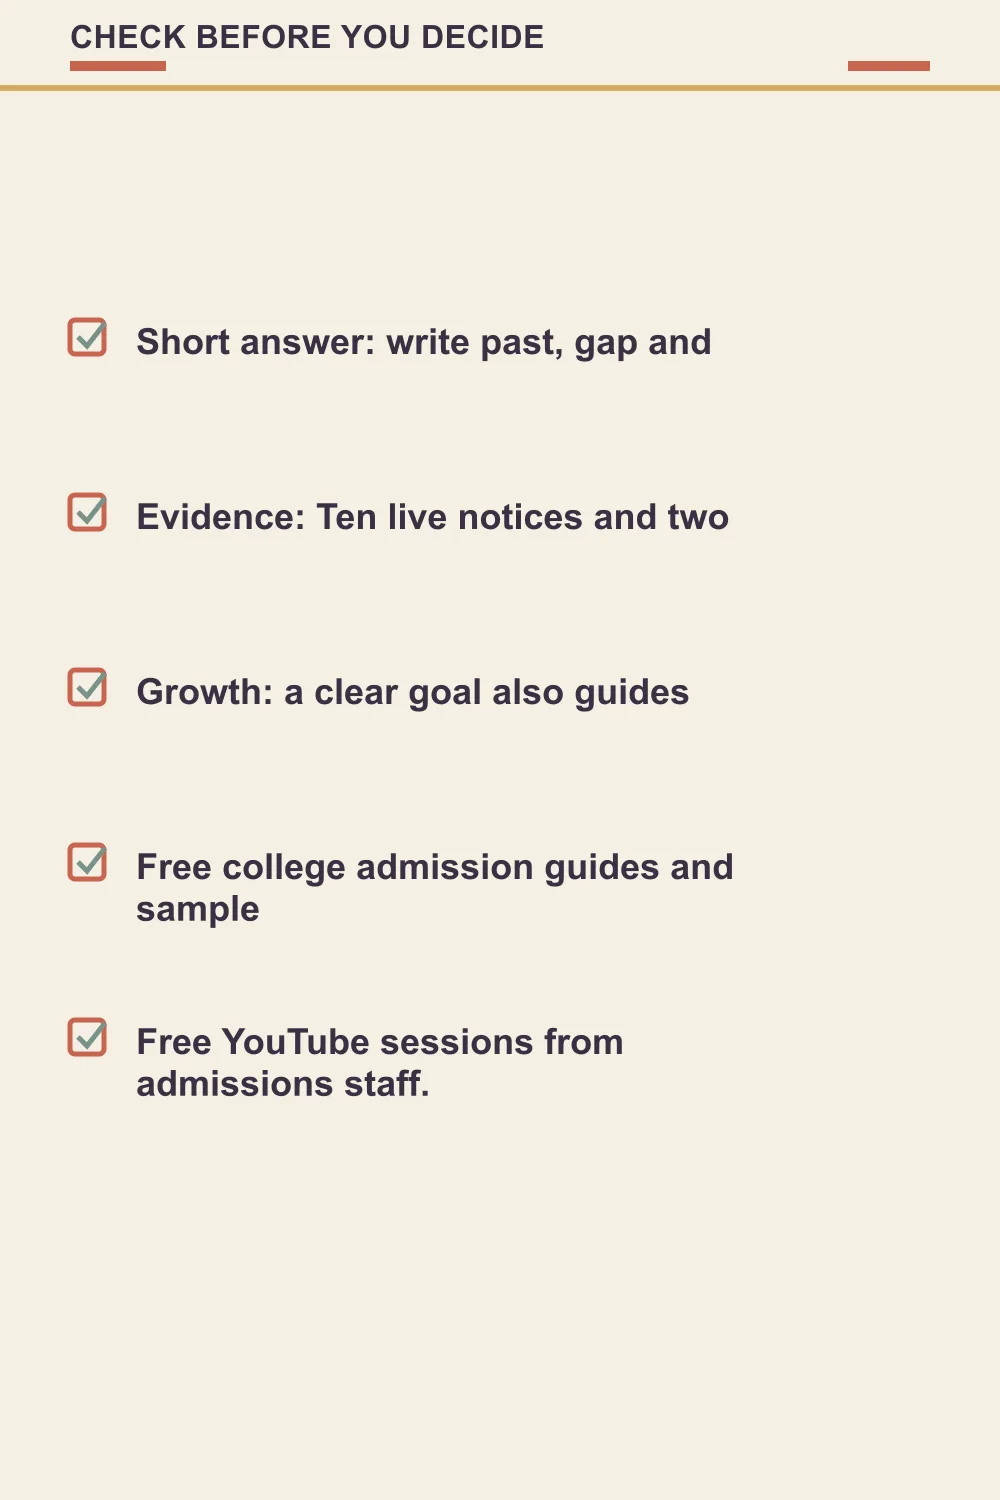 CHECK BEFORE YOU DECIDE
Short answer: write past, gap and
Evidence: Ten live notices and two
Growth: a clear goal also guides
Free college admission guides and
sample
Free YouTube sessions from
admissions staff.